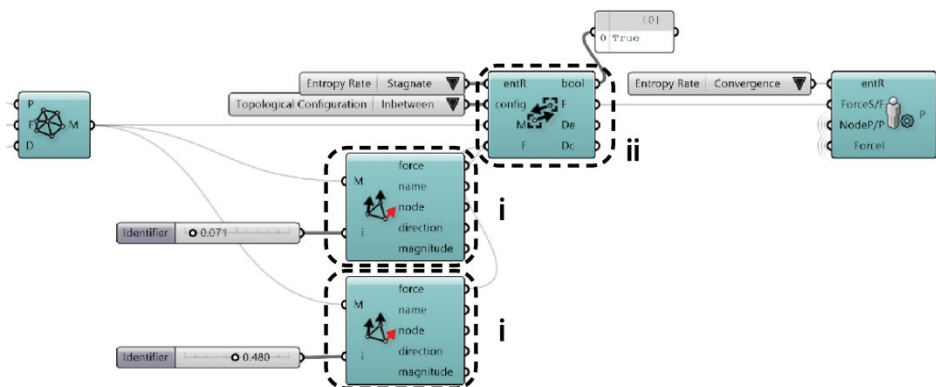 {0}
0 True
Entropy Rate Stagnate
Topological Configuration Inbetween
entR bool
config F
M De
F Dc
ii
Entropy Rate Convergence
entR
ForceS/F
NodeP/P
ForceI
P
P
F
D
M
M
i
force
name
node
direction
magnitude
i
Identifier 0.071
M
i
force
name
node
direction
magnitude
i
Identifier 0.480